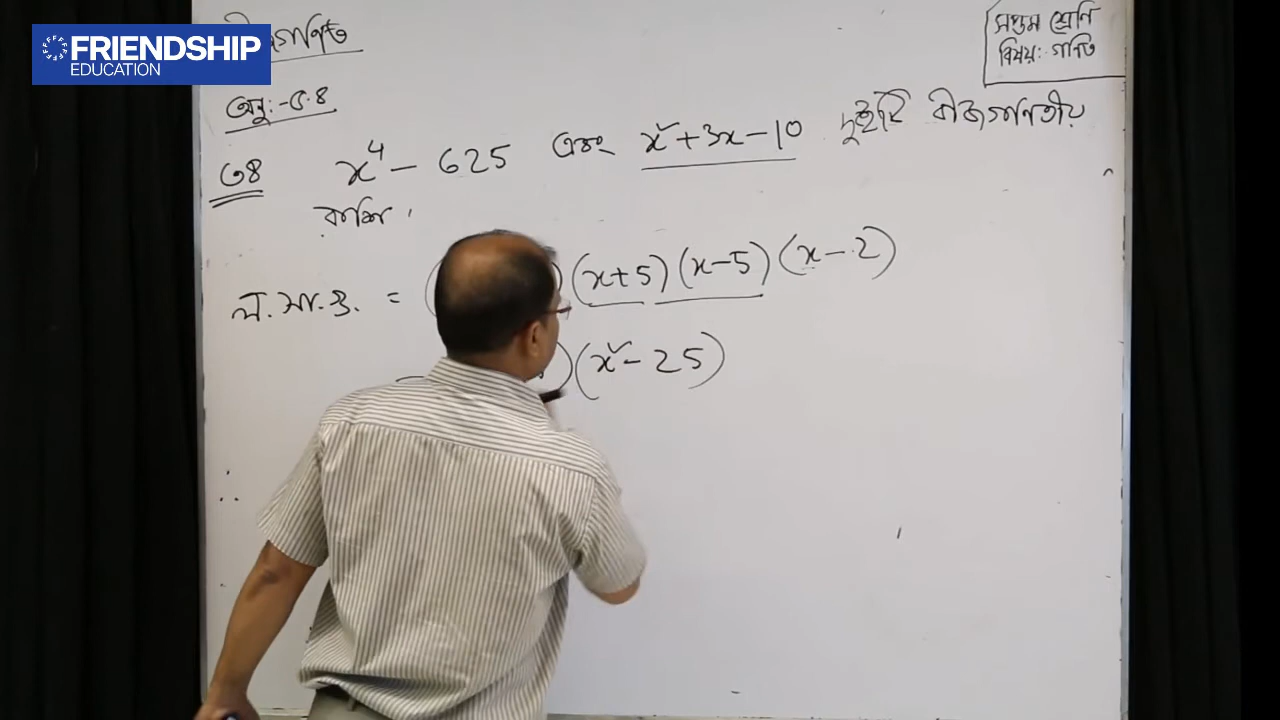 FRIENDSHIP
EDUCATION
সপ্তম শ্রেণি
বিষয়: গণিত
অনু:-৫.৪
৩৪ x⁴ - 625 এবং x² + 3x - 10 দুইটি বীজগাণিতীয়
রাশি।
ল. সা. গু. = ( )(x+5)(x-5)(x-2)
)(x² - 25)